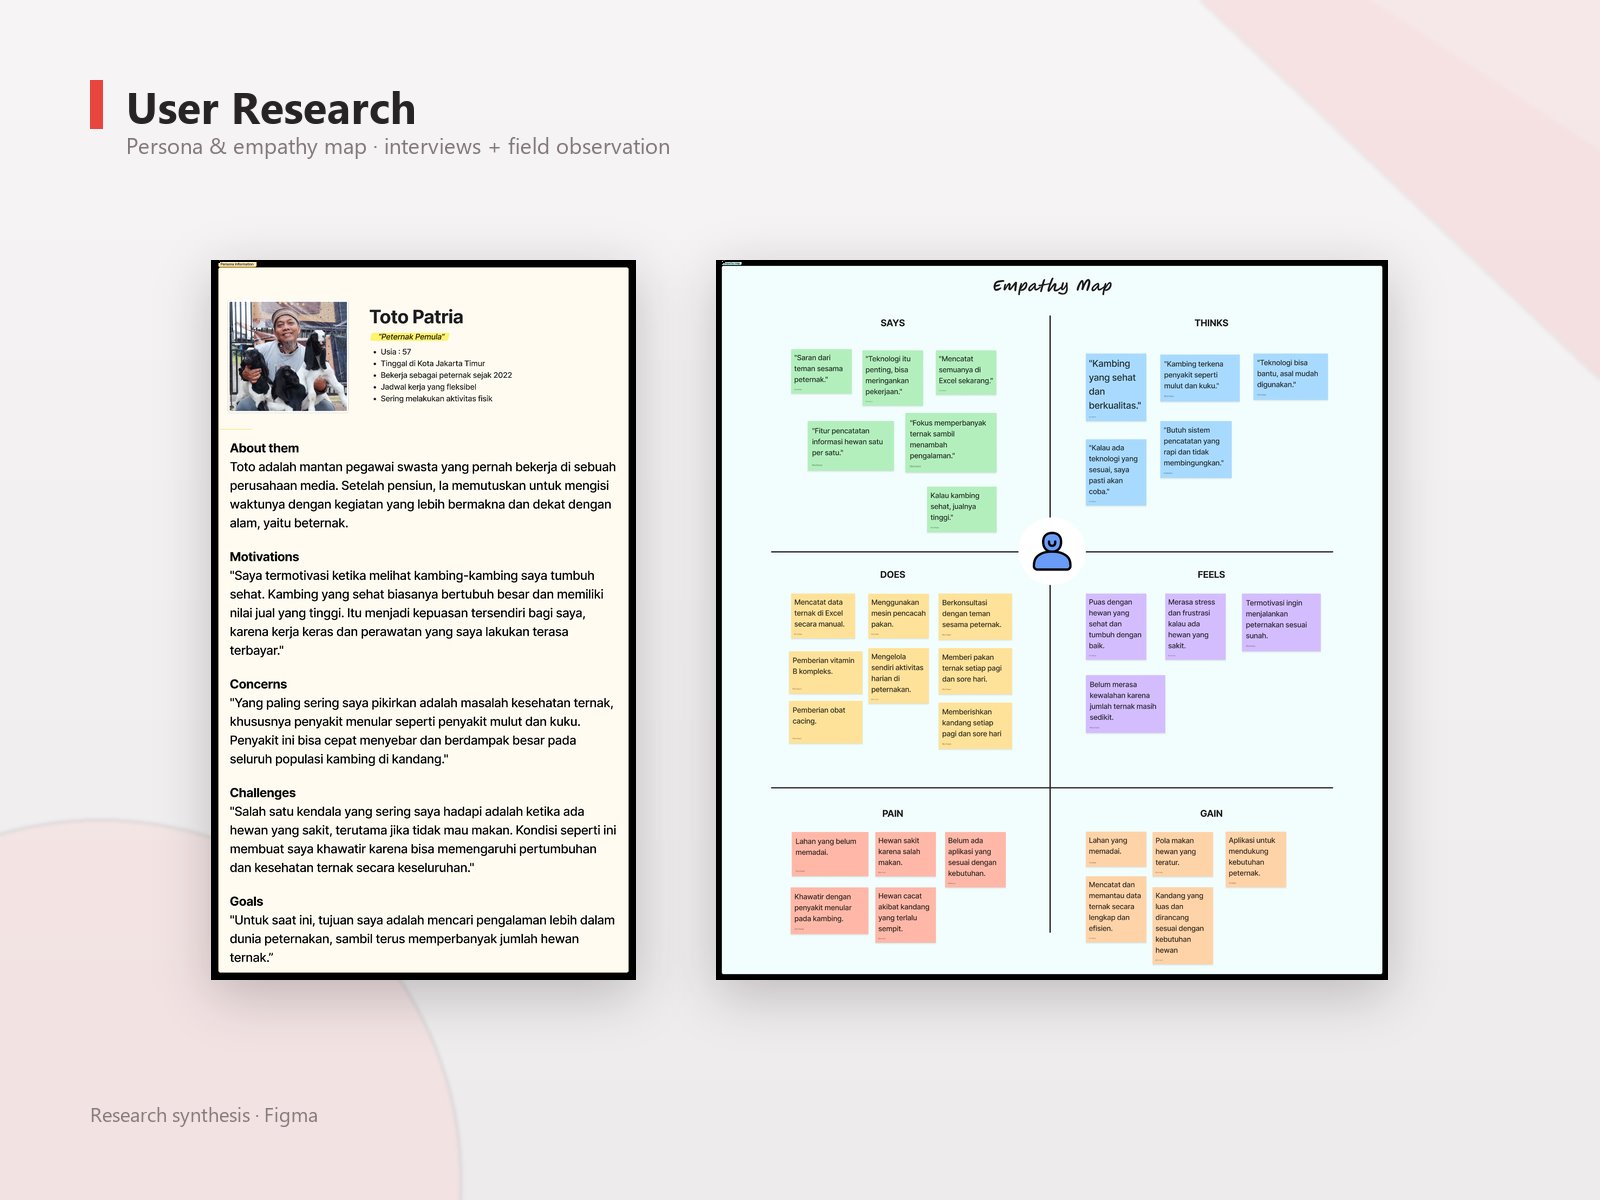 User Research
Persona & empathy map · interviews + field observation
Persona Information
Toto Patria
"Peternak Pemula"
• Usia : 57
• Tinggal di Kota Jakarta Timur
• Bekerja sebagai peternak sejak 2022
• Jadwal kerja yang fleksibel
• Sering melakukan aktivitas fisik
About them
Toto adalah mantan pegawai swasta yang pernah bekerja di sebuah
perusahaan media. Setelah pensiun, Ia memutuskan untuk mengisi
waktunya dengan kegiatan yang lebih bermakna dan dekat dengan
alam, yaitu beternak.
Motivations
"Saya termotivasi ketika melihat kambing-kambing saya tumbuh
sehat. Kambing yang sehat biasanya bertubuh besar dan memiliki
nilai jual yang tinggi. Itu menjadi kepuasan tersendiri bagi saya,
karena kerja keras dan perawatan yang saya lakukan terasa
terbayar."
Concerns
"Yang paling sering saya pikirkan adalah masalah kesehatan ternak,
khususnya penyakit menular seperti penyakit mulut dan kuku.
Penyakit ini bisa cepat menyebar dan berdampak besar pada
seluruh populasi kambing di kandang."
Challenges
"Salah satu kendala yang sering saya hadapi adalah ketika ada
hewan yang sakit, terutama jika tidak mau makan. Kondisi seperti ini
membuat saya khawatir karena bisa memengaruhi pertumbuhan
dan kesehatan ternak secara keseluruhan."
Goals
"Untuk saat ini, tujuan saya adalah mencari pengalaman lebih dalam
dunia peternakan, sambil terus memperbanyak jumlah hewan
ternak."
Empathy Map
SAYS
"Saran dari
teman sesama
peternak."
"Teknologi itu
penting, bisa
meringankan
pekerjaan."
"Mencatat
semuanya di
Excel sekarang."
"Fitur pencatatan
informasi hewan satu
per satu."
"Fokus memperbanyak
ternak sambil
menambah
pengalaman."
Kalau kambing
sehat, jualnya
tinggi."
THINKS
"Kambing
yang sehat
dan
berkualitas."
"Kambing terkena
penyakit seperti
mulut dan kuku."
"Teknologi bisa
bantu, asal mudah
digunakan."
"Kalau ada
teknologi yang
sesuai, saya
pasti akan
coba."
"Butuh sistem
pencatatan yang
rapi dan tidak
membingungkan."
DOES
Mencatat data
ternak di Excel
secara manual.
Menggunakan
mesin pencacah
pakan.
Berkonsultasi
dengan teman
sesama peternak.
Pemberian vitamin
B kompleks.
Mengelola
sendiri aktivitas
harian di
peternakan.
Memberi pakan
ternak setiap pagi
dan sore hari.
Pemberian obat
cacing.
Memberishkan
kandang setiap
pagi dan sore hari
FEELS
Puas dengan
hewan yang
sehat dan
tumbuh dengan
baik.
Merasa stress
dan frustrasi
kalau ada
hewan yang
sakit.
Termotivasi ingin
menjalankan
peternakan sesuai
sunah.
Belum merasa
kewalahan karena
jumlah ternak masih
sedikit.
PAIN
Lahan yang belum
memadai.
Hewan sakit
karena salah
makan.
Belum ada
aplikasi yang
sesuai dengan
kebutuhan.
Khawatir dengan
penyakit menular
pada kambing.
Hewan cacat
akibat kandang
yang terlalu
sempit.
GAIN
Lahan yang
memadai.
Pola makan
hewan yang
teratur.
Aplikasi untuk
mendukung
kebutuhan
peternak.
Mencatat dan
memantau data
ternak secara
lengkap dan
efisien.
Kandang yang
luas dan
dirancang
sesuai dengan
kebutuhan
hewan
Research synthesis · Figma